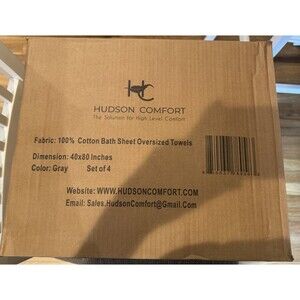 HC
HUDSON COMFORT
The Solution for High Level Comfort
Fabric: 100% Cotton Bath Sheet Oversized Towels
Dimension: 40x80 Inches
Color: Gray Set of 4
Website: WWW.HUDSONCOMFORT.COM
Email: Sales.HudsonComfort@Gmail.Com